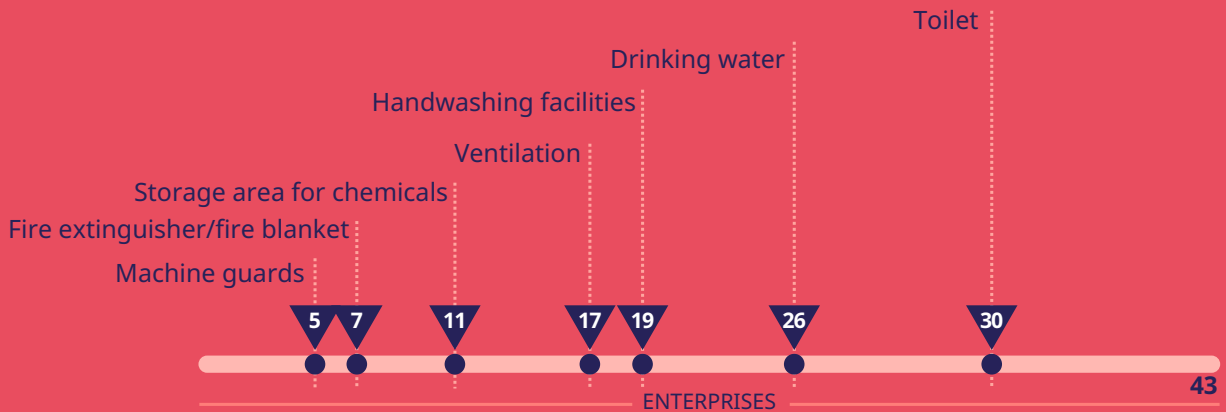 Toilet
Drinking water
Handwashing facilities
Ventilation
Storage area for chemicals
Fire extinguisher/fire blanket
Machine guards
5 7 11 17 19 26 30
43
ENTERPRISES